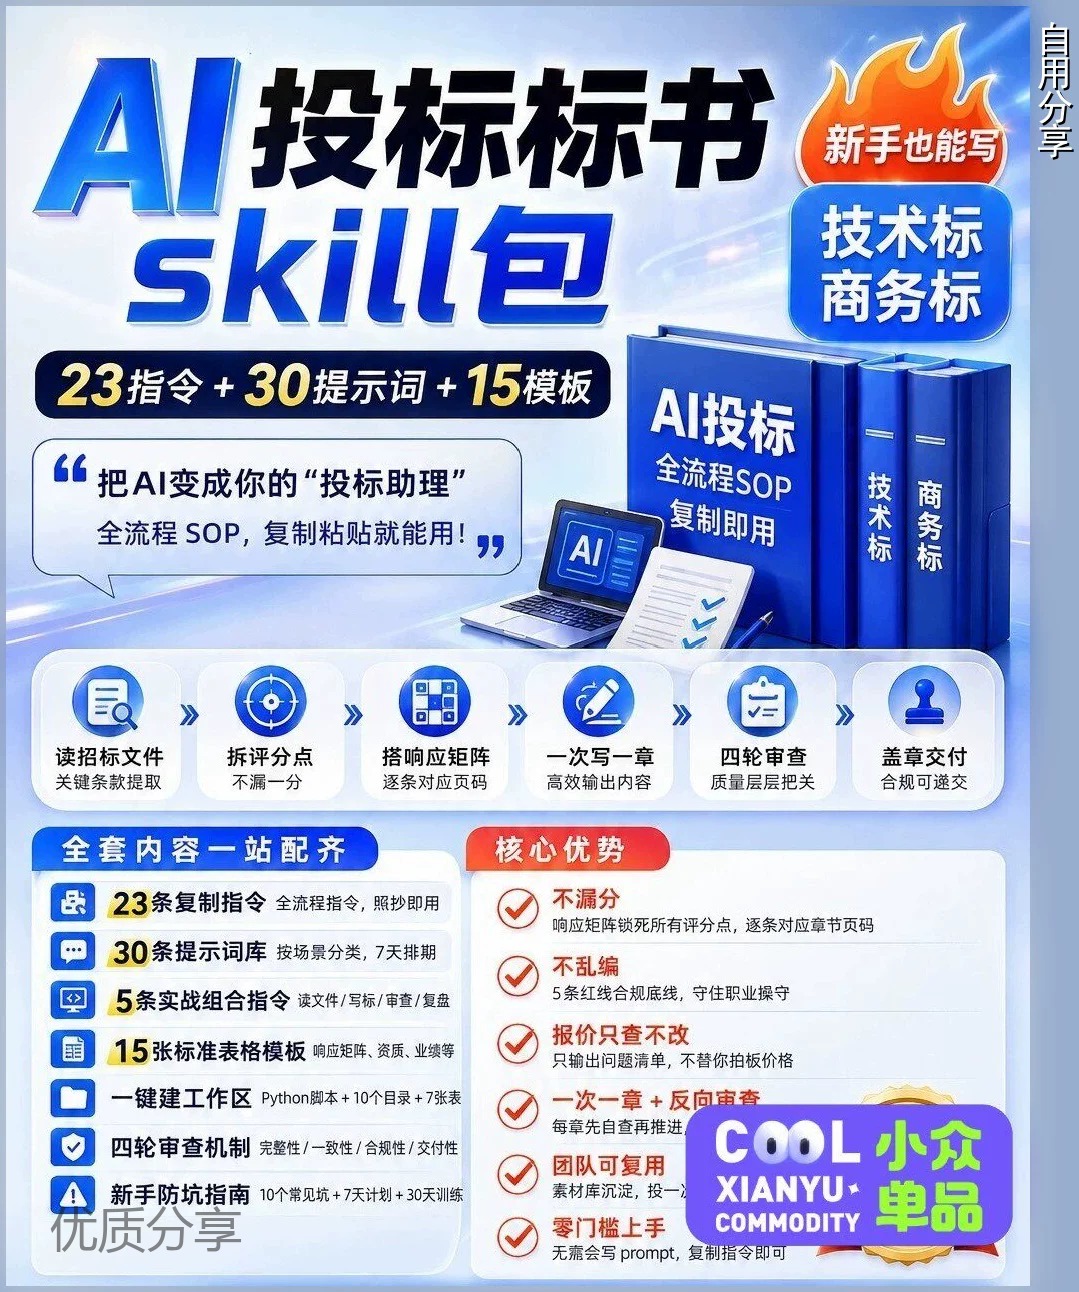 自用分享
AI投标标书
skill包
新手也能写
技术标
商务标
23指令+30提示词+15模板
“把AI变成你的“投标助理”
全流程 SOP，复制粘贴就能用！”
AI投标
全流程SOP
复制即用
技术标
商务标
AI
读招标文件
关键条款提取
拆评分点
不漏一分
搭响应矩阵
逐条对应页码
一次写一章
高效输出内容
四轮审查
质量层层把关
盖章交付
合规可递交
全套内容一站配齐
23条复制指令 全流程指令，照抄即用
30条提示词库 按场景分类，7天排期
5条实战组合指令 读文件/写标/审查/复盘
15张标准表格模板 响应矩阵、资质、业绩等
一键建工作区 Python脚本+10个目录+7张表
四轮审查机制 完整性/一致性/合规性/交付性
新手防坑指南 10个常见坑+7天计划+30天训练
优质分享
核心优势
不漏分
响应矩阵锁死所有评分点，逐条对应章节页码
不乱编
5条红线合规底线，守住职业操守
报价只查不改
只输出问题清单，不替你拍板价格
一次一章+反向审查
每章先自查再推进，
团队可复用
素材库沉淀，投一
零门槛上手
无需会写 prompt，复制指令即可
COOL
XIANYU
COMMODITY
小众
单品